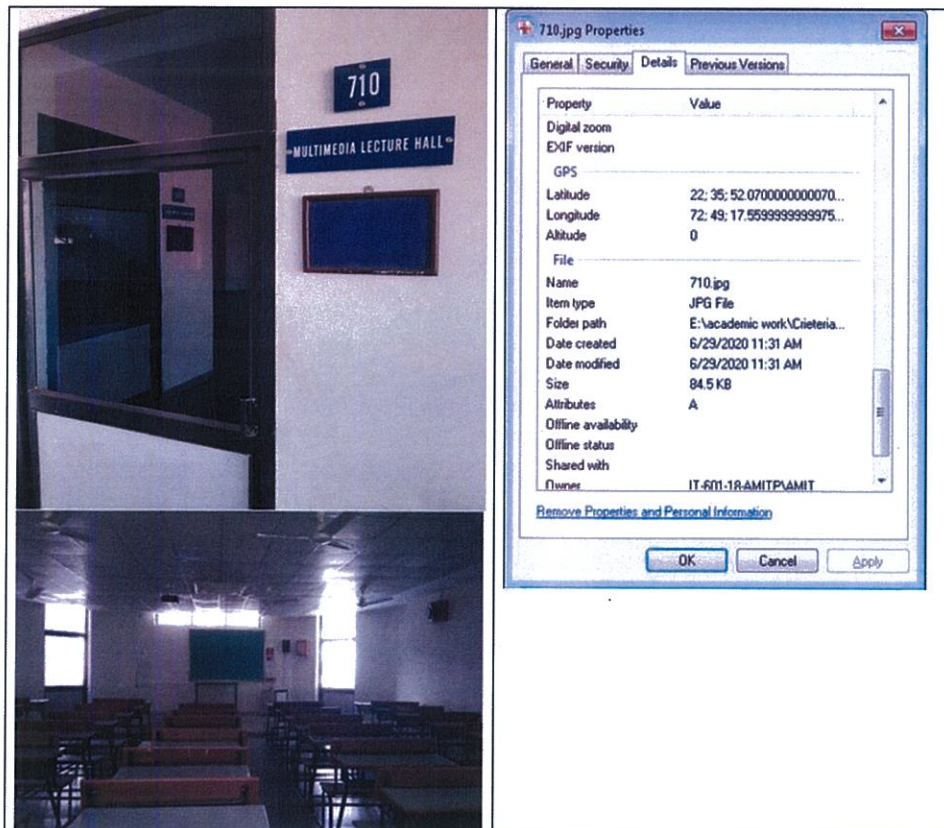 710
MULTIMEDIA LECTURE HALL
710.jpg Properties
General Security Details Previous Versions
Property Value
Digital zoom
EXIF version
GPS
Latitude 22; 35; 52.0700000000070...
Longitude 72; 49; 17.5599999999975...
Altitude 0
File
Name 710.jpg
Item type JPG File
Folder path E:\academic work\Crieteria...
Date created 6/29/2020 11:31 AM
Date modified 6/29/2020 11:31 AM
Size 84.5 KB
Attributes A
Offline availability
Offline status
Shared with
Owner IT-601-18-AMITP\AMIT
Remove Properties and Personal Information
OK Cancel Apply